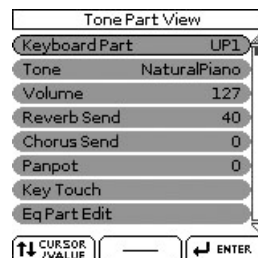 Tone Part View
Keyboard Part UP1
Tone NaturalPiano
Volume 127
Reverb Send 40
Chorus Send 0
Panpot 0
Key Touch
Eq Part Edit
CURSOR ENTER
/VALUE